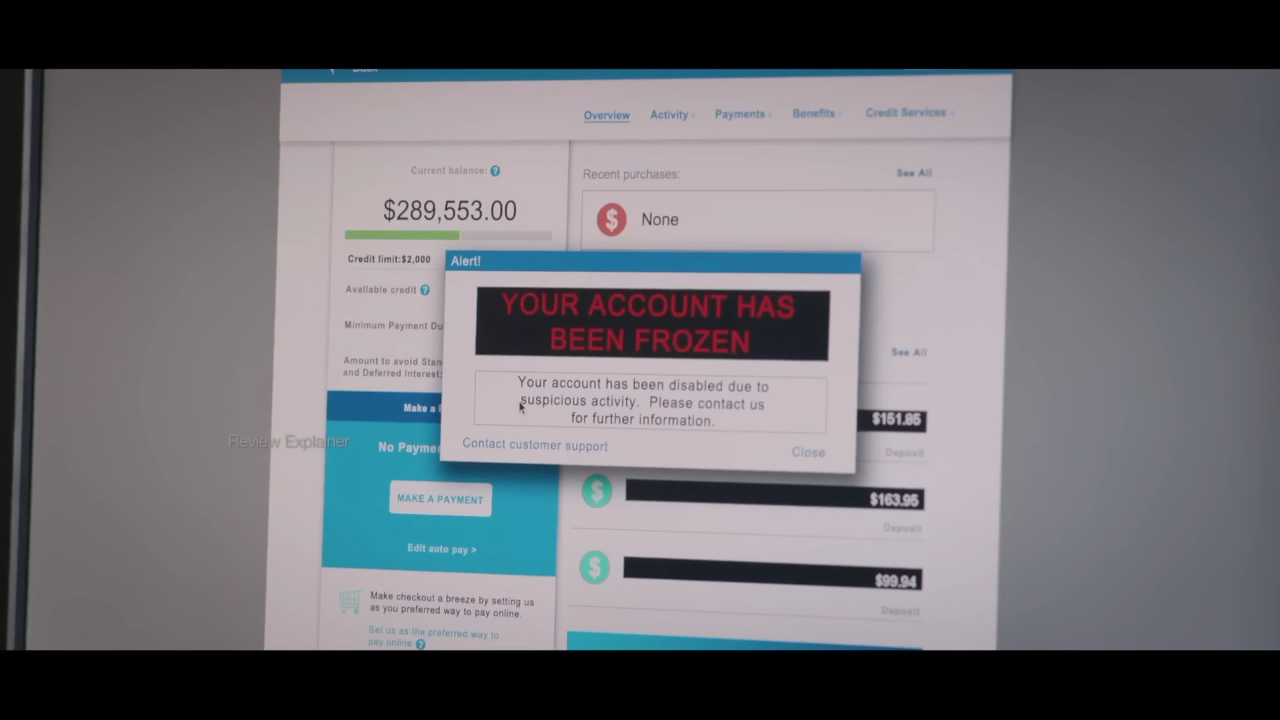 Overview Activity Payments Benefits Credit Services
Current balance: ?
$289,553.00
Credit limit:$2,000
Available credit ?
Minimum Payment Du
Amount to avoid Stan
and Deferred Interest:
Make a
No Payme
MAKE A PAYMENT
Edit auto pay >
Make checkout a breeze by setting us
as you preferred way to pay online.
Set us as the preferred way to
pay online ?
Recent purchases: See All
$ None
Alert!
YOUR ACCOUNT HAS
BEEN FROZEN
Your account has been disabled due to
suspicious activity. Please contact us
for further information.
Contact customer support Close
See All
$151.85
Deposit
$ $163.95
Deposit
$ $99.94
Deposit
Review Explainer